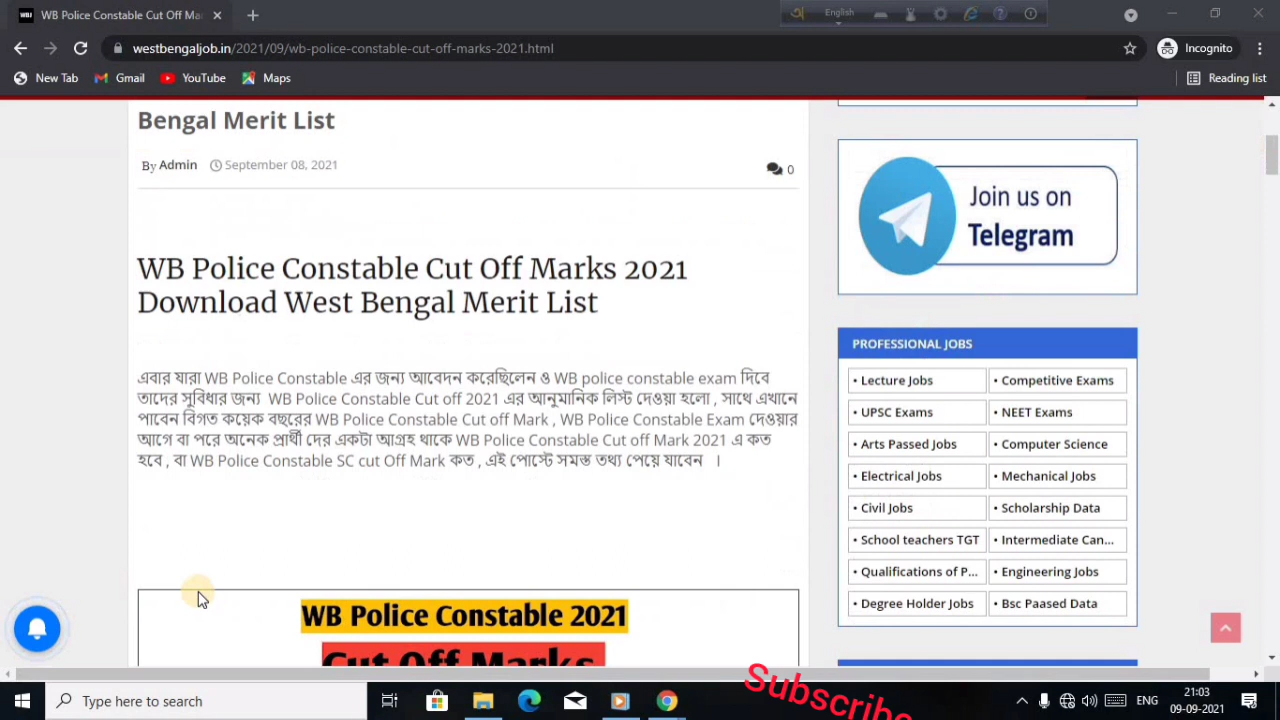 WB Police Constable Cut Off Mar
English
westbengaljob.in/2021/09/wb-police-constable-cut-off-marks-2021.html
Incognito
New Tab
Gmail
YouTube
Maps
Reading list
Bengal Merit List
By Admin September 08, 2021
0
WB Police Constable Cut Off Marks 2021
Download West Bengal Merit List
এবার যারা WB Police Constable এর জন্য আবেদন করেছিলেন ও WB police constable exam দিবে
তাদের সুবিধার জন্য WB Police Constable Cut off 2021 এর আনুমানিক লিস্ট দেওয়া হলো , সাথে এখানে
পাবেন বিগত কয়েক বছরের WB Police Constable Cut off Mark , WB Police Constable Exam দেওয়ার
আগে বা পরে অনেক প্রার্থী দের একটা আগ্রহ থাকে WB Police Constable Cut off Mark 2021 এ কত
হবে , বা WB Police Constable SC cut Off Mark কত , এই পোস্টে সমস্ত তথ্য পেয়ে যাবেন ।
WB Police Constable 2021
Cut Off Marks
Join us on
Telegram
PROFESSIONAL JOBS
• Lecture Jobs
• Competitive Exams
• UPSC Exams
• NEET Exams
• Arts Passed Jobs
• Computer Science
• Electrical Jobs
• Mechanical Jobs
• Civil Jobs
• Scholarship Data
• School teachers TGT
• Intermediate Can...
• Qualifications of P...
• Engineering Jobs
• Degree Holder Jobs
• Bsc Paased Data
Subscribe
Type here to search
ENG
21:03
09-09-2021